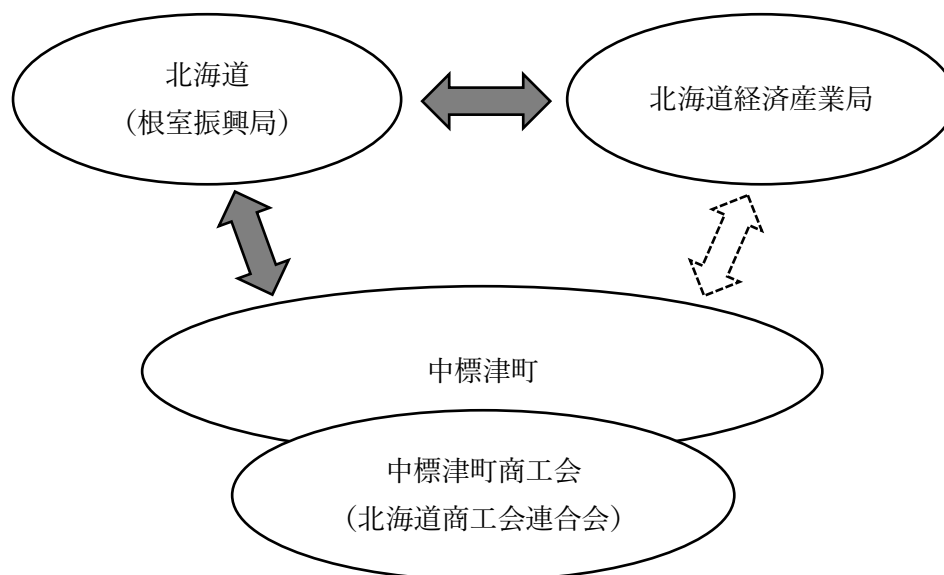 北海道
（根室振興局）
北海道経済産業局
中標津町
中標津町商工会
（北海道商工会連合会）